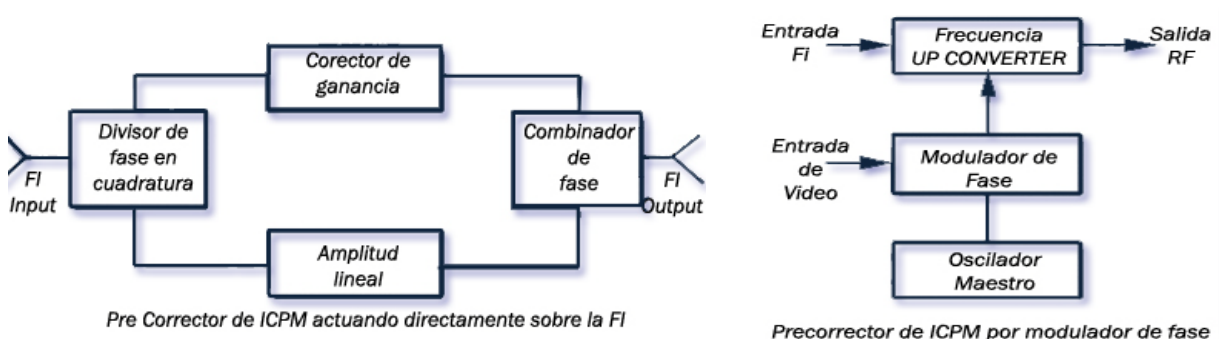 Corector de
ganancia
Divisor de
fase en
cuadratura
Combinador
de
fase
FI
Input
FI
Output
Amplitud
lineal
Pre Corrector de ICPM actuando directamente sobre la FI
Entrada
Fi
Frecuencia
UP CONVERTER
Salida
RF
Entrada
de
Video
Modulador de
Fase
Oscilador
Maestro
Precorrector de ICPM por modulador de fase